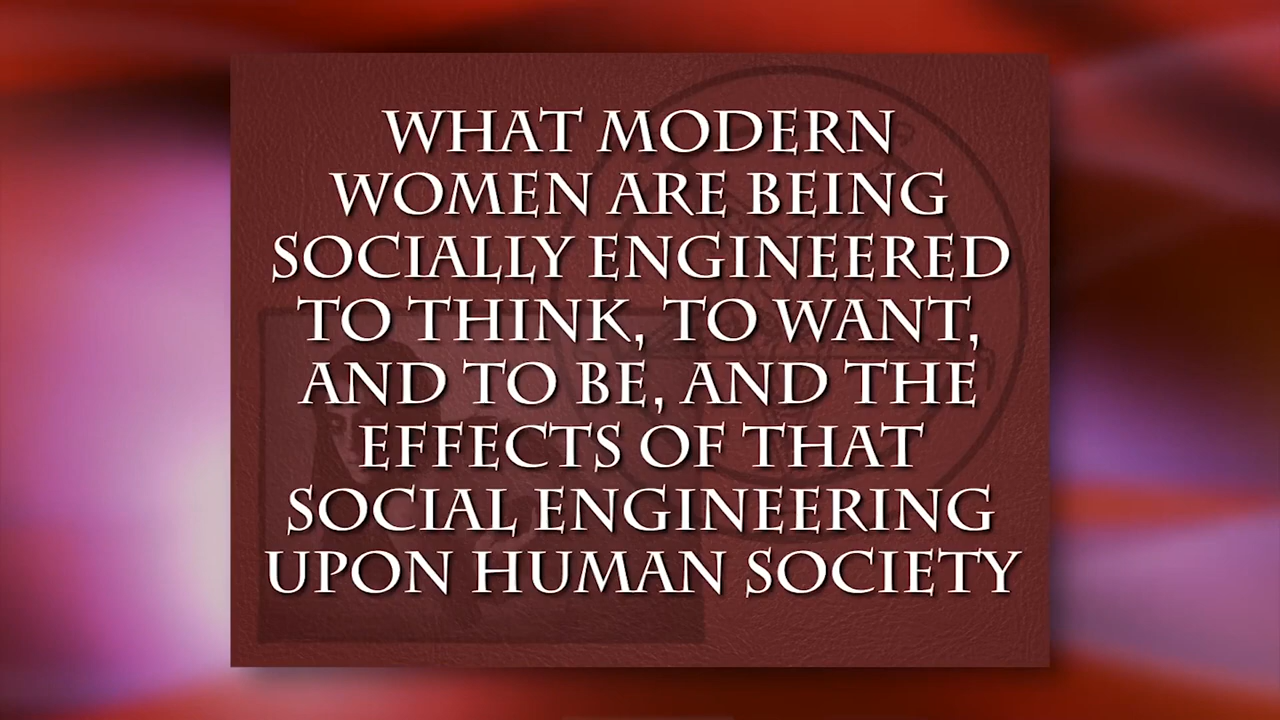 WHAT MODERN
WOMEN ARE BEING
SOCIALLY ENGINEERED
TO THINK, TO WANT,
AND TO BE, AND THE
EFFECTS OF THAT
SOCIAL ENGINEERING
UPON HUMAN SOCIETY